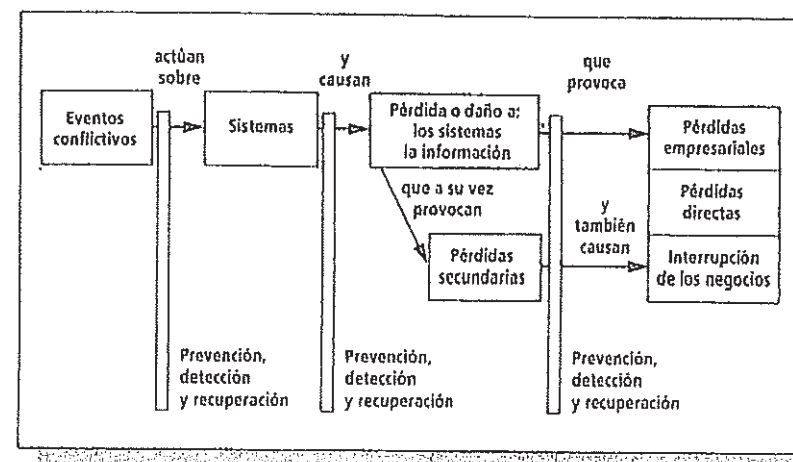 actúan
sobre
y
causan
que
provoca
Eventos
conflictivos
Sistemas
Pérdida o daño a:
los sistemas
la información
Pérdidas
empresariales
Pérdidas
directas
Interrupción
de los negocios
que a su vez
provocan
y
también
causan
Pérdidas
secundarias
Prevención,
detección
y recuperación
Prevención,
detección
y recuperación
Prevención,
detección
y recuperación